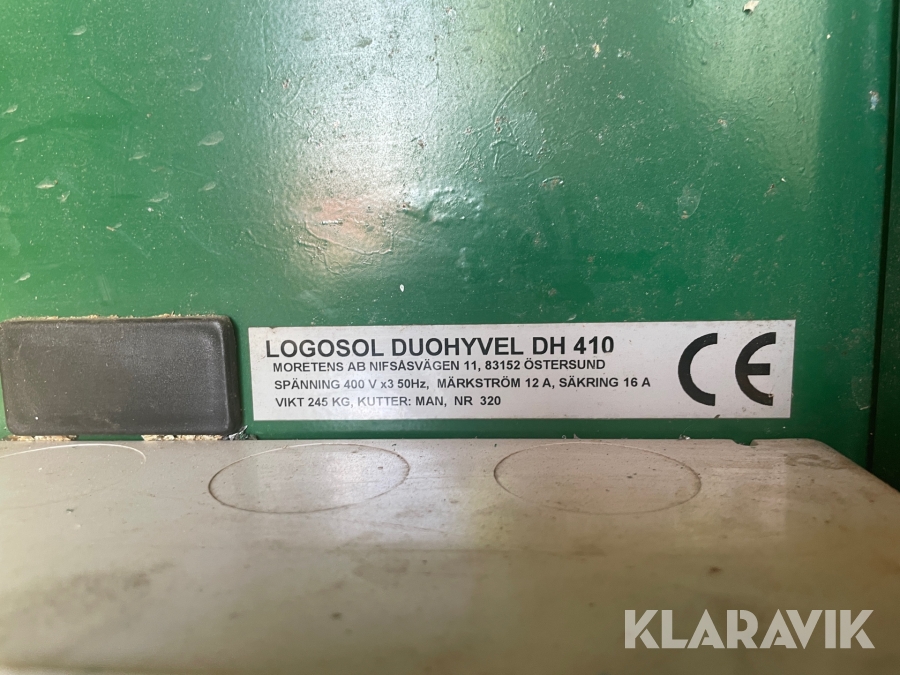 LOGOSOL DUOHYVEL DH 410
MORETENS AB NIFSÅSVÄGEN 11, 83152 ÖSTERSUND
SPÄNNING 400 V x3 50Hz, MÄRKSTRÖM 12 A, SÄKRING 16 A
VIKT 245 KG, KUTTER: MAN, NR 320
CE
KLARAVIK